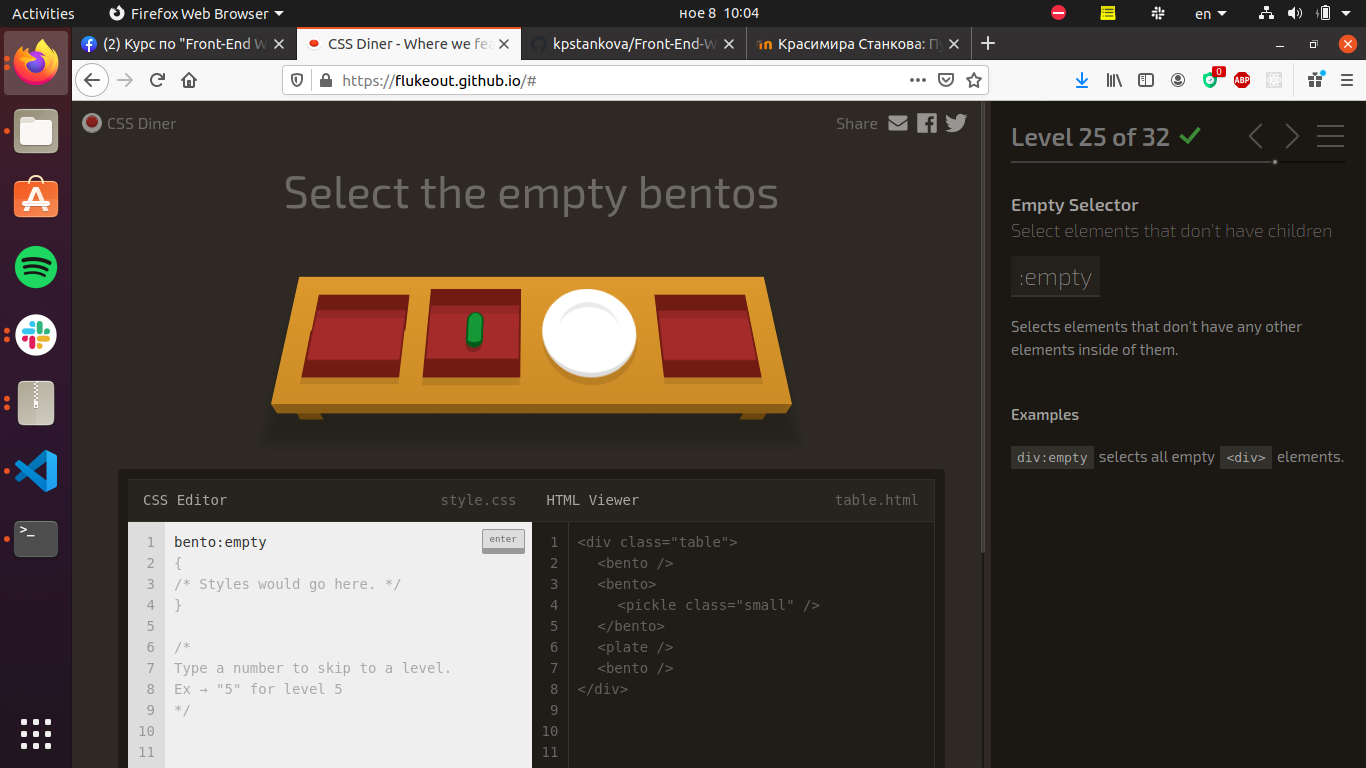 Activities
Firefox Web Browser
ное 8 10:04
en
(2) Курс по "Front-End W
CSS Diner - Where we fea
kpstankova/Front-End-W
Красимира Станкова: П
https://flukeout.github.io/#
0
ABP
CSS Diner
Share
Select the empty bentos
CSS Editor
style.css
HTML Viewer
table.html
enter
1 bento:empty
2 {
3 /* Styles would go here. */
4 }
5
6 /*
7 Type a number to skip to a level.
8 Ex → "5" for level 5
9 */
10
11
1 <div class="table">
2 <bento />
3 <bento>
4 <pickle class="small" />
5 </bento>
6 <plate />
7 <bento />
8 </div>
9
10
11
Level 25 of 32
Empty Selector
Select elements that don't have children
:empty
Selects elements that don't have any other
elements inside of them.
Examples
div:empty selects all empty <div> elements.